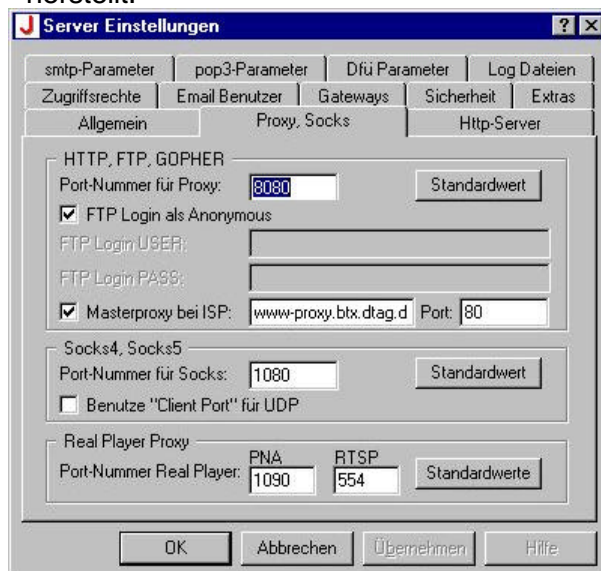 herstellt.
Server Einstellungen
smtp-Parameter pop3-Parameter Dfü Parameter Log Dateien
Zugriffsrechte Email Benutzer Gateways Sicherheit Extras
Allgemein Proxy, Socks Http-Server
HTTP, FTP, GOPHER
Port-Nummer für Proxy: 8080 Standardwert
FTP Login als Anonymous
FTP Login USER:
FTP Login PASS:
Masterproxy bei ISP: www-proxy.btx.dtag.d Port: 80
Socks4, Socks5
Port-Nummer für Socks: 1080 Standardwert
Benutze "Client Port" für UDP
Real Player Proxy
PNA RTSP
Port-Nummer Real Player: 1090 554 Standardwerte
OK Abbrechen Übernehmen Hilfe